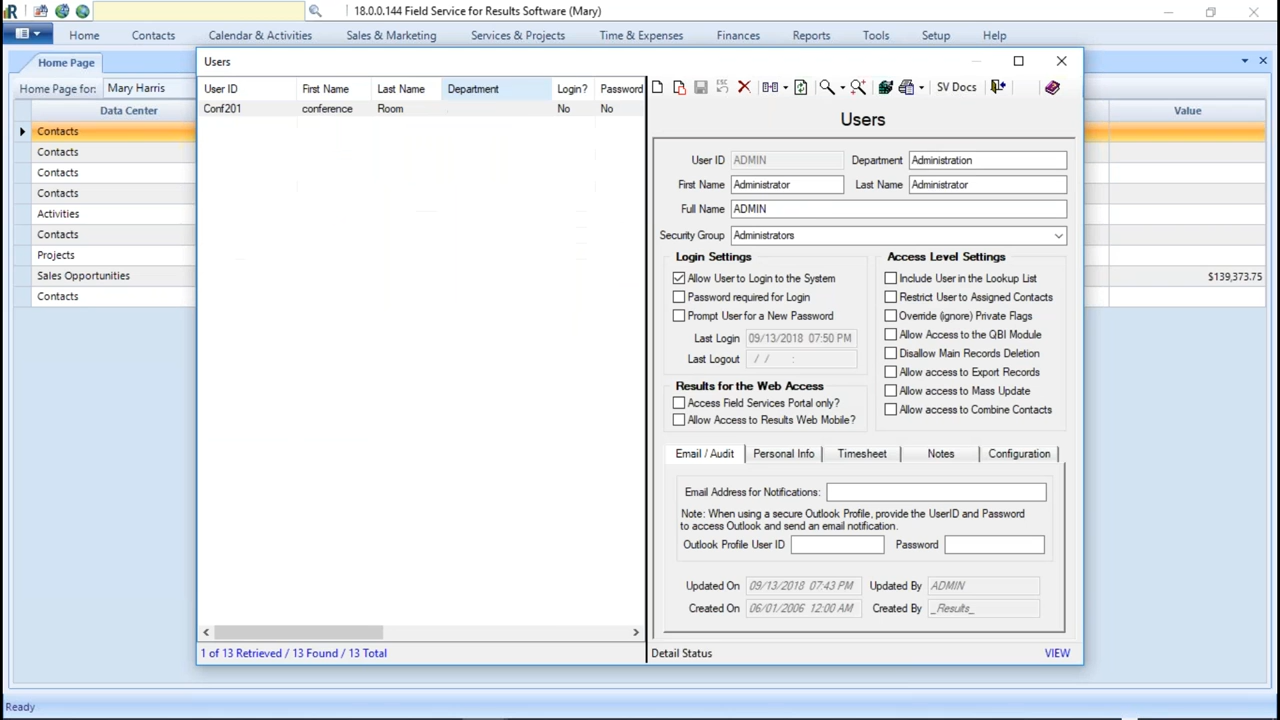 18.0.0.144 Field Service for Results Software (Mary)
Home Contacts Calendar & Activities Sales & Marketing Services & Projects Time & Expenses Finances Reports Tools Setup Help
Home Page
Home Page for: Mary Harris
Data Center Value
Contacts
Contacts
Contacts
Contacts
Activities
Contacts
Projects
Sales Opportunities $139,373.75
Contacts
Users
User ID First Name Last Name Department Login? Password
Conf201 conference Room No No
1 of 13 Retrieved / 13 Found / 13 Total
ESC
SV Docs
Users
User ID ADMIN Department Administration
First Name Administrator Last Name Administrator
Full Name ADMIN
Security Group Administrators
Login Settings
Allow User to Login to the System
Password required for Login
Prompt User for a New Password
Last Login 09/13/2018 07:50 PM
Last Logout / / :
Results for the Web Access
Access Field Services Portal only?
Allow Access to Results Web Mobile?
Access Level Settings
Include User in the Lookup List
Restrict User to Assigned Contacts
Override (ignore) Private Flags
Allow Access to the QBI Module
Disallow Main Records Deletion
Allow access to Export Records
Allow access to Mass Update
Allow access to Combine Contacts
Email / Audit Personal Info Timesheet Notes Configuration
Email Address for Notifications:
Note: When using a secure Outlook Profile, provide the UserID and Password
to access Outlook and send an email notification.
Outlook Profile User ID Password
Updated On 09/13/2018 07:43 PM Updated By ADMIN
Created On 06/01/2006 12:00 AM Created By _Results_
Detail Status VIEW
Ready